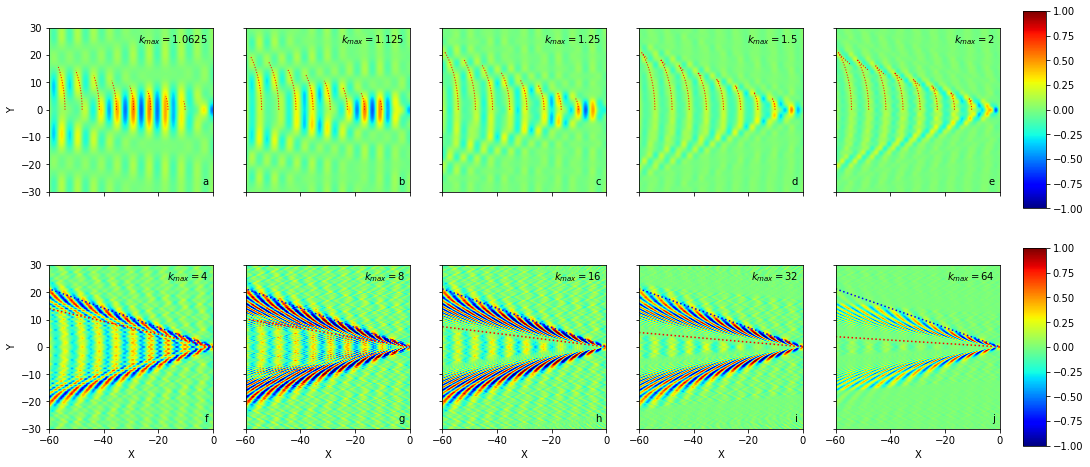 30 20 10 0 −10 −20 −30
Y
k_max = 1.0625
a
k_max = 1.125
b
k_max = 1.25
c
k_max = 1.5
d
k_max = 2
e
1.00 0.75 0.50 0.25 0.00 −0.25 −0.50 −0.75 −1.00
30 20 10 0 −10 −20 −30
Y
k_max = 4
f
k_max = 8
g
k_max = 16
h
k_max = 32
i
k_max = 64
j
1.00 0.75 0.50 0.25 0.00 −0.25 −0.50 −0.75 −1.00
−60 −40 −20 0
−60 −40 −20 0
−60 −40 −20 0
−60 −40 −20 0
−60 −40 −20 0
X X X X X